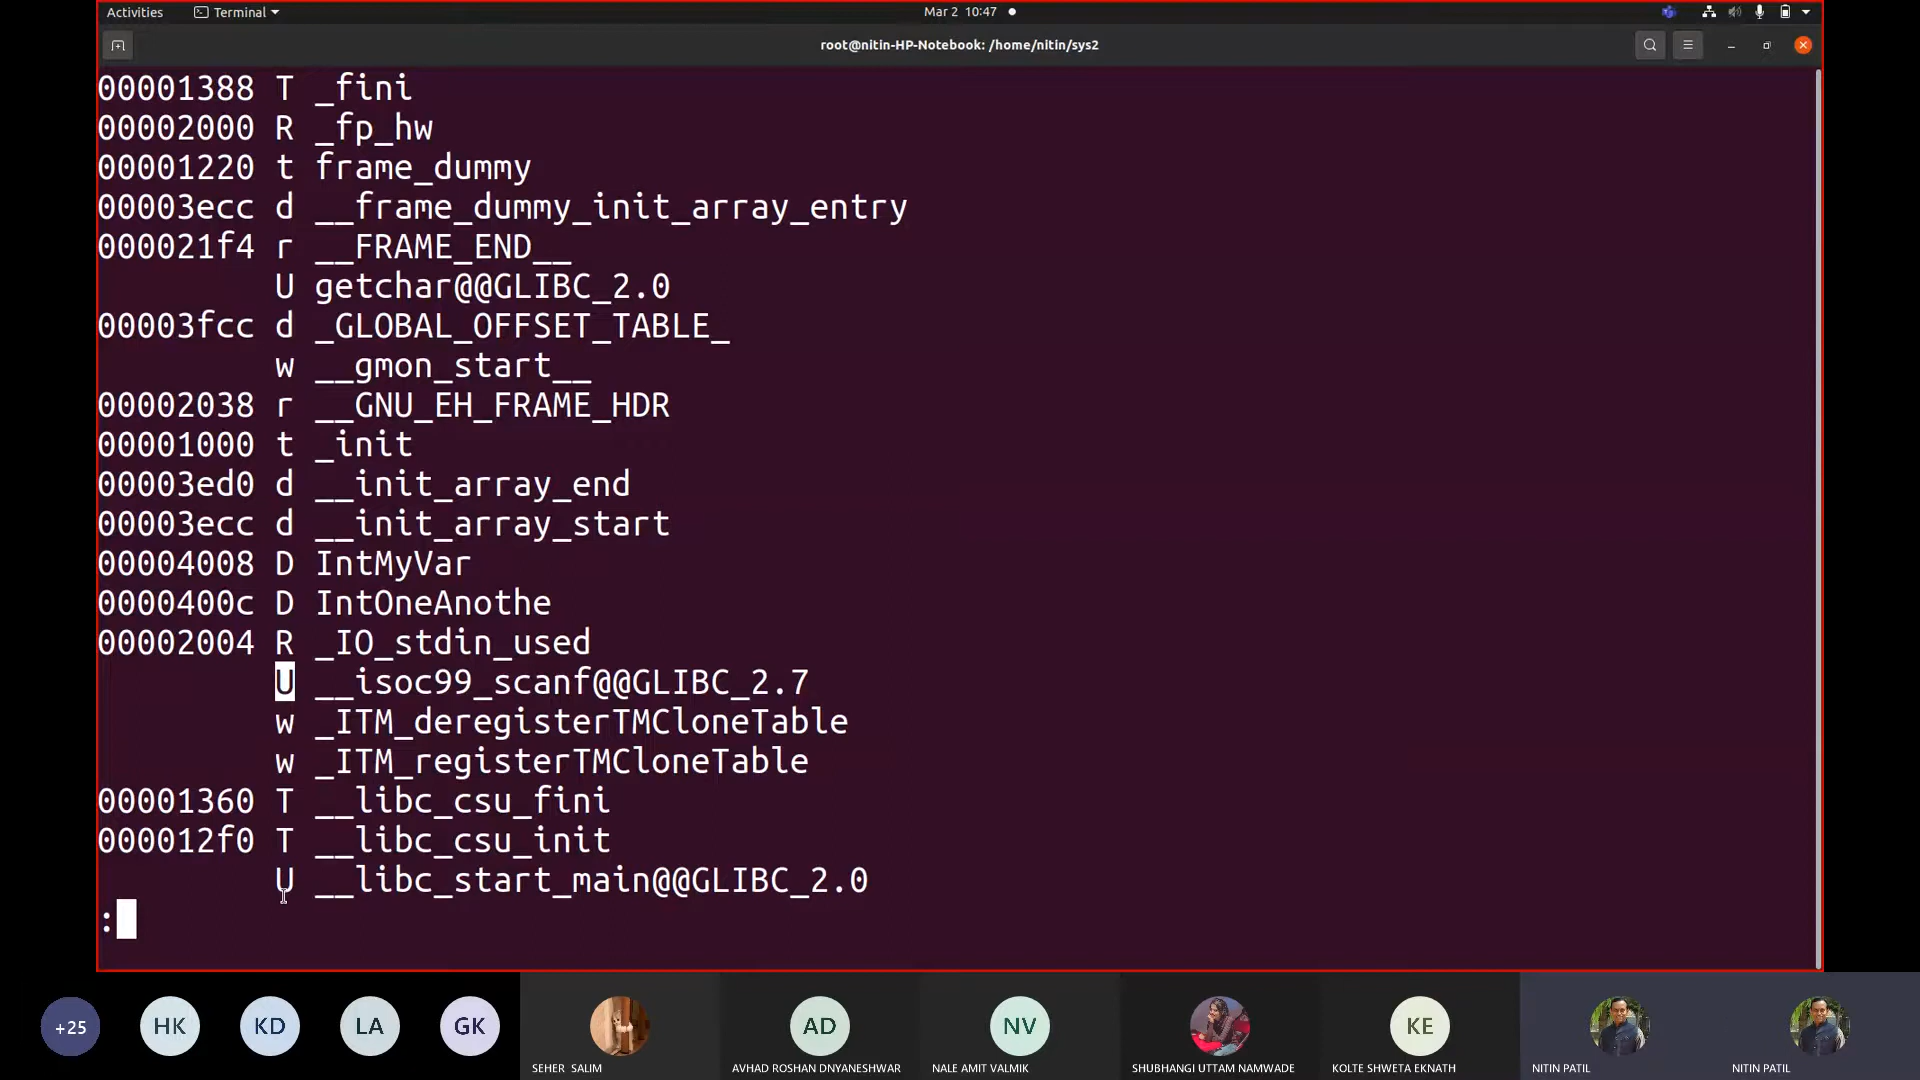 Activities Terminal Mar 2 10:47
root@nitin-HP-Notebook: /home/nitin/sys2
00001388 T _fini
00002000 R _fp_hw
00001220 t frame_dummy
00003ecc d __frame_dummy_init_array_entry
000021f4 r __FRAME_END__
U getchar@@GLIBC_2.0
00003fcc d _GLOBAL_OFFSET_TABLE_
w __gmon_start__
00002038 r __GNU_EH_FRAME_HDR
00001000 t _init
00003ed0 d __init_array_end
00003ecc d __init_array_start
00004008 D IntMyVar
0000400c D IntOneAnothe
00002004 R _IO_stdin_used
U __isoc99_scanf@@GLIBC_2.7
w _ITM_deregisterTMCloneTable
w _ITM_registerTMCloneTable
00001360 T __libc_csu_fini
000012f0 T __libc_csu_init
U __libc_start_main@@GLIBC_2.0
:
+25 HK KD LA GK AD NV KE
SEHER SALIM AVHAD ROSHAN DNYANESHWAR NALE AMIT VALMIK SHUBHANGI UTTAM NAMWADE KOLTE SHWETA EKNATH NITIN PATIL NITIN PATIL